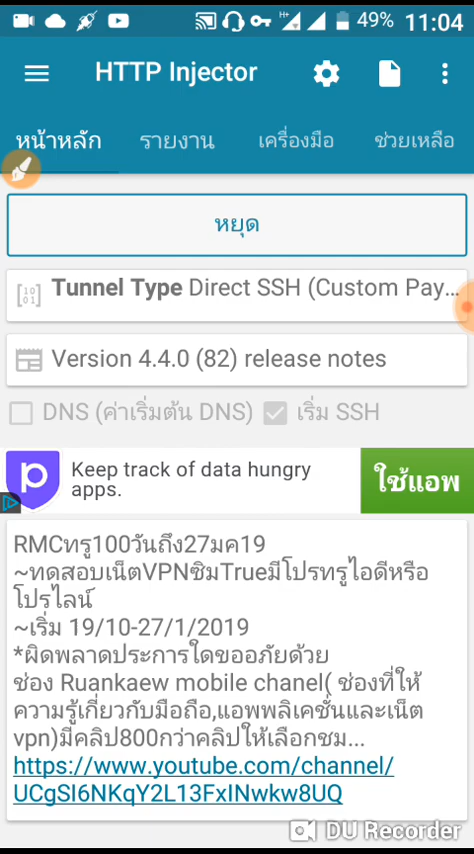 H+ 49% 11:04
HTTP Injector
หน้าหลัก รายงาน เครื่องมือ ช่วยเหลือ
หยุด
Tunnel Type Direct SSH (Custom Pay...
Version 4.4.0 (82) release notes
DNS (ค่าเริ่มต้น DNS) เริ่ม SSH
Keep track of data hungry
apps.
ใช้แอพ
RMCทรู100วันถึง27มค19
~ทดสอบเน็ตVPNซิมTrueมีโปรทรูไอดีหรือ
โปรไลน์
~เริ่ม 19/10-27/1/2019
*ผิดพลาดประการใดขออภัยด้วย
ช่อง Ruankaew mobile chanel( ช่องที่ให้
ความรู้เกี่ยวกับมือถือ,แอพพลิเคชั่นและเน็ต
vpn)มีคลิป800กว่าคลิปให้เลือกชม...
https://www.youtube.com/channel/
UCgSI6NKqY2L13FxINwkw8UQ
DU Recorder